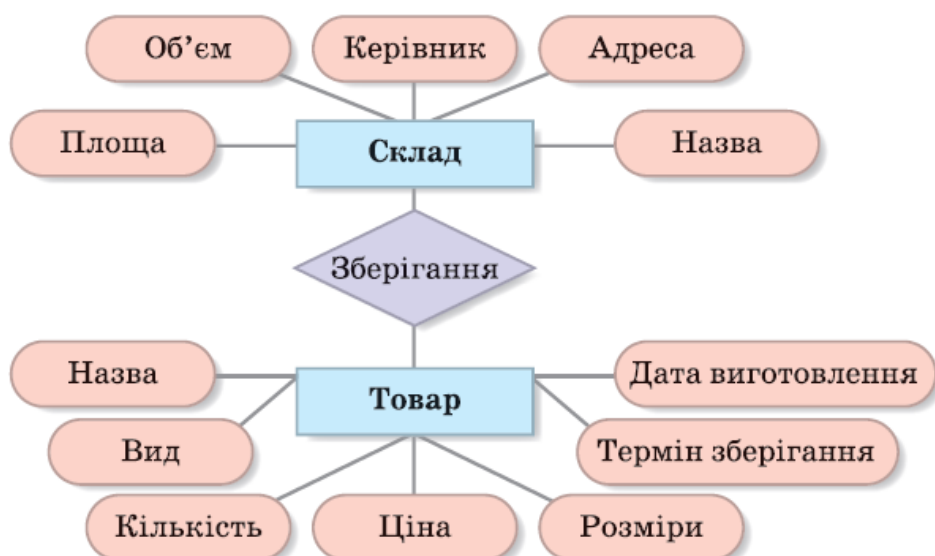 Об’єм
Керівник
Адреса
Площа
Склад
Назва
Зберігання
Назва
Товар
Дата виготовлення
Вид
Термін зберігання
Кількість
Ціна
Розміри